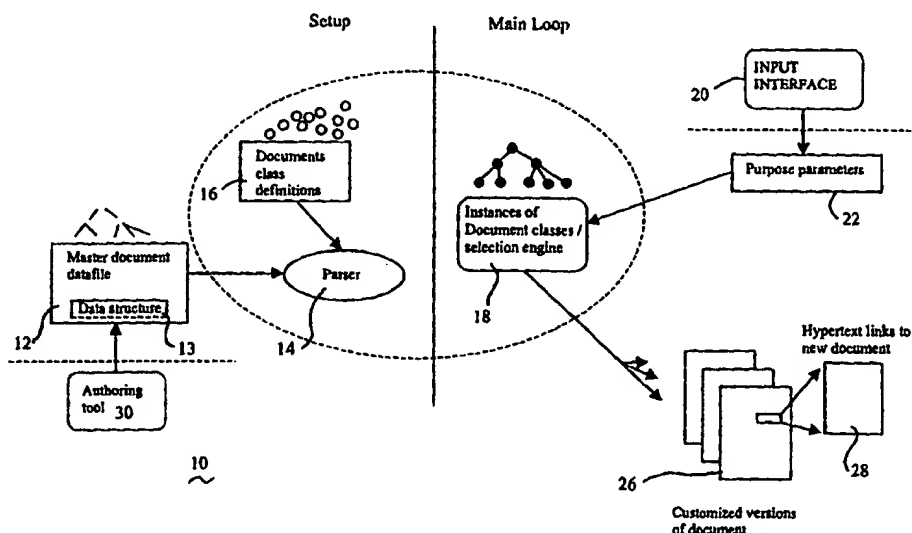 Setup
Main Loop
INPUT
INTERFACE
20
Purpose parameters
22
Documents
class
definitions
16
Instances of
Document classes /
selection engine
18
Master document
datafile
Data structure
12
13
Parser
14
Authoring
tool 30
10
Hypertext links to
new document
26
28
Customized versions
of document